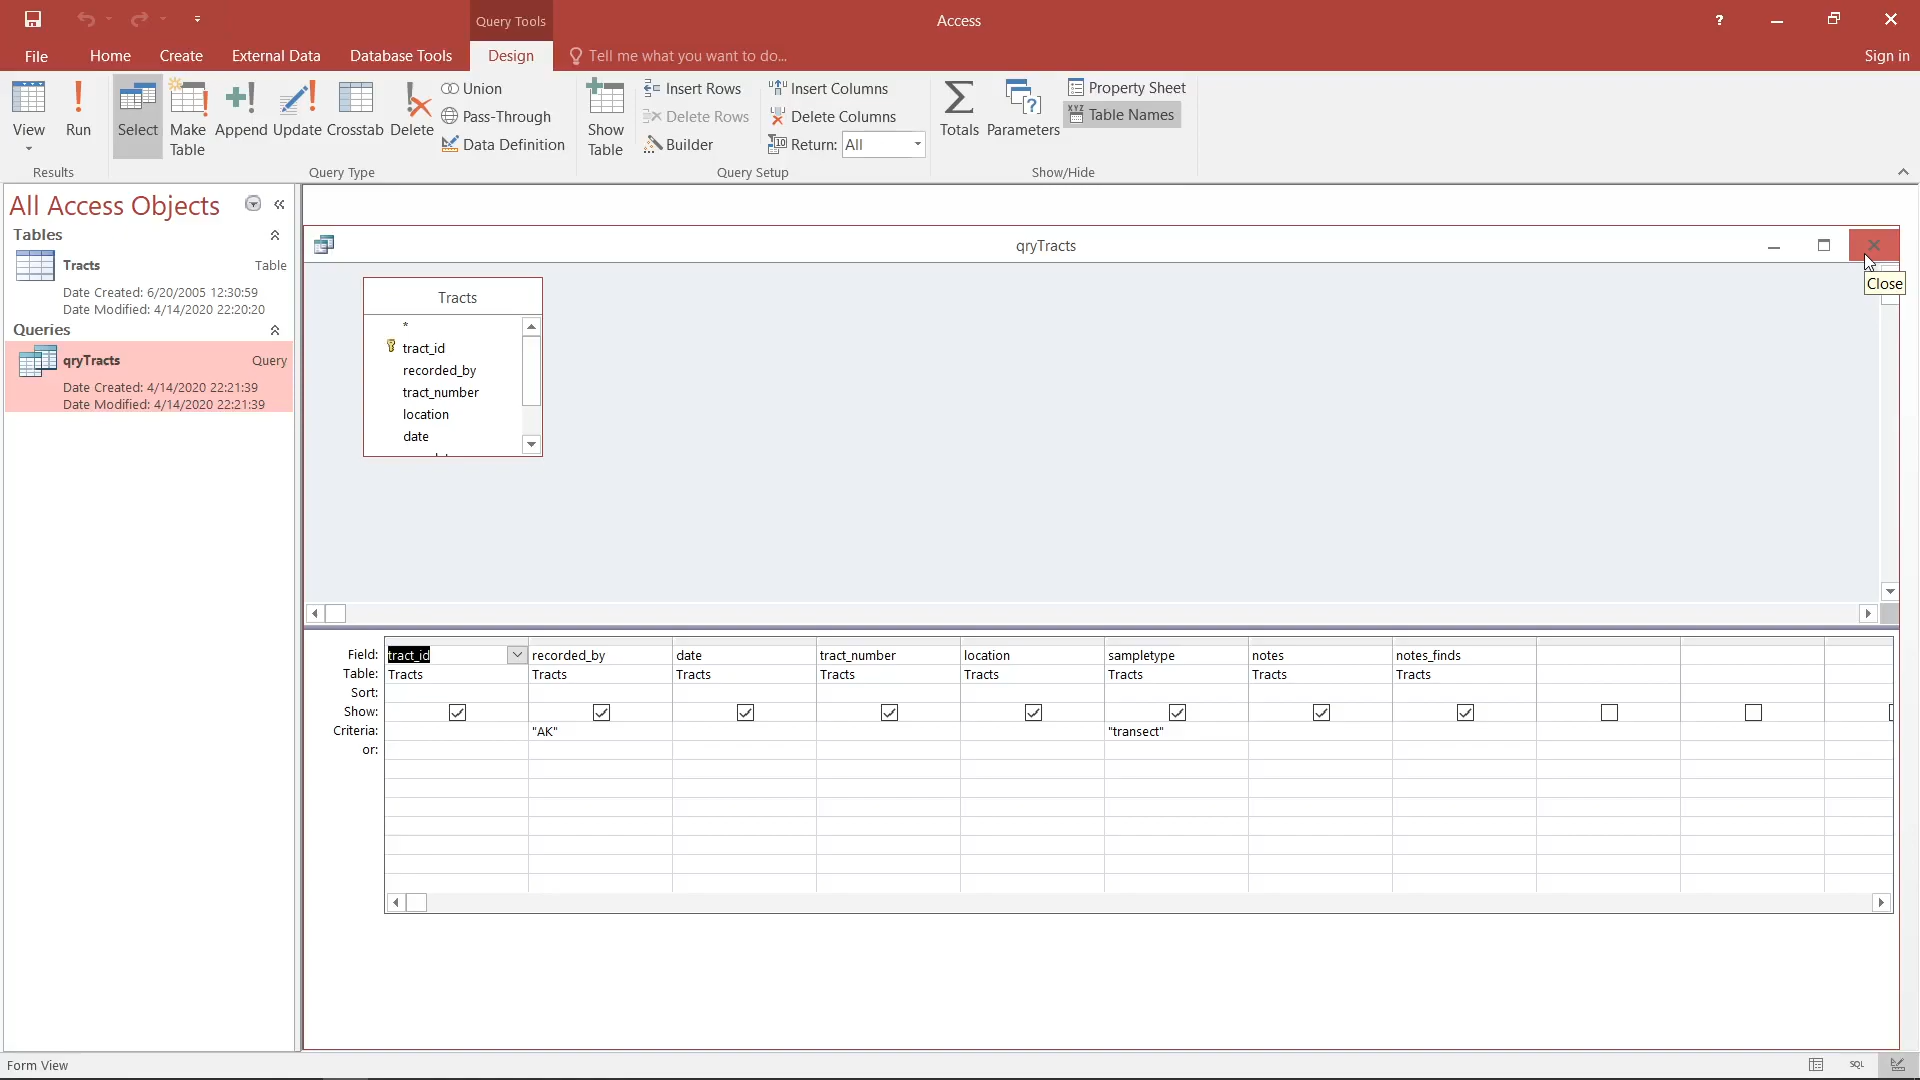 Query Tools
Access
?
File
Home
Create
External Data
Database Tools
Design
Tell me what you want to do...
Sign in
View
Run
Select
Make Table
Append
Update
Crosstab
Delete
Union
Pass-Through
Data Definition
Show Table
Insert Rows
Delete Rows
Builder
Insert Columns
Delete Columns
Return: All
Totals
Parameters
Property Sheet
Table Names
Results
Query Type
Query Setup
Show/Hide
All Access Objects
Tables
Tracts Table
Date Created: 6/20/2005 12:30:59
Date Modified: 4/14/2020 22:20:20
Queries
qryTracts Query
Date Created: 4/14/2020 22:21:39
Date Modified: 4/14/2020 22:21:39
qryTracts
Close
Tracts
*
tract_id
recorded_by
tract_number
location
date
Field: tract_id recorded_by date tract_number location sampletype notes notes_finds
Table: Tracts Tracts Tracts Tracts Tracts Tracts Tracts Tracts
Sort:
Show:
Criteria: "AK" "transect"
or:
Form View
SQL